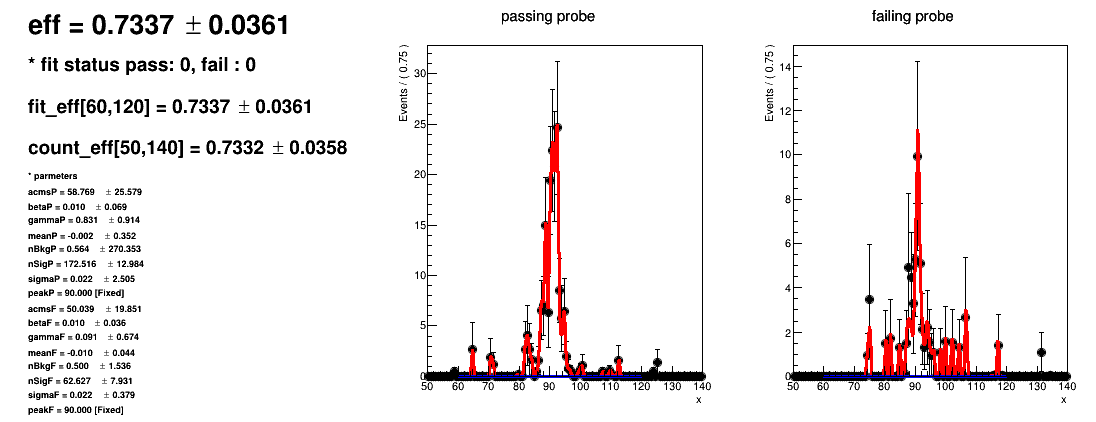 eff = 0.7337 ± 0.0361
* fit status pass: 0, fail : 0
fit_eff[60,120] = 0.7337 ± 0.0361
count_eff[50,140] = 0.7332 ± 0.0358
* parmeters
acmsP = 58.769 ± 25.579
betaP = 0.010 ± 0.069
gammaP = 0.831 ± 0.914
meanP = -0.002 ± 0.352
nBkgP = 0.564 ± 270.353
nSigP = 172.516 ± 12.984
sigmaP = 0.022 ± 2.505
peakP = 90.000 [Fixed]
acmsF = 50.039 ± 19.851
betaF = 0.010 ± 0.036
gammaF = 0.091 ± 0.674
meanF = -0.010 ± 0.044
nBkgF = 0.500 ± 1.536
nSigF = 62.627 ± 7.931
sigmaF = 0.022 ± 0.379
peakF = 90.000 [Fixed]
passing probe
Events / ( 0.75 )
30
25
20
15
10
5
0
50 60 70 80 90 100 110 120 130 140
x
failing probe
Events / ( 0.75 )
14
12
10
8
6
4
2
0
50 60 70 80 90 100 110 120 130 140
x